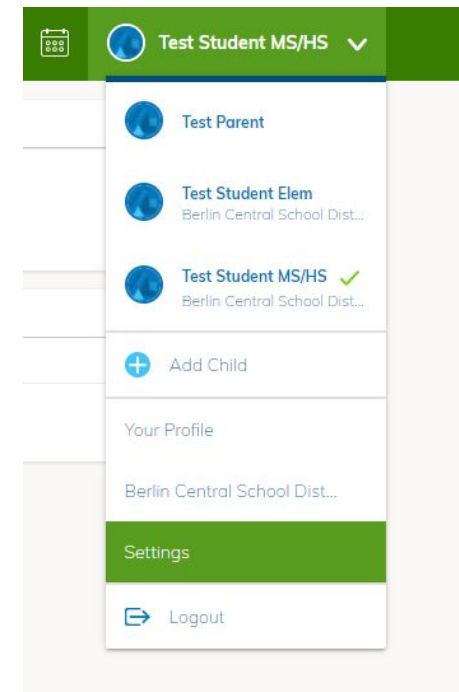 Test Student MS/HS
Test Parent
Test Student Elem
Berlin Central School Dist...
Test Student MS/HS
Berlin Central School Dist...
Add Child
Your Profile
Berlin Central School Dist...
Settings
Logout